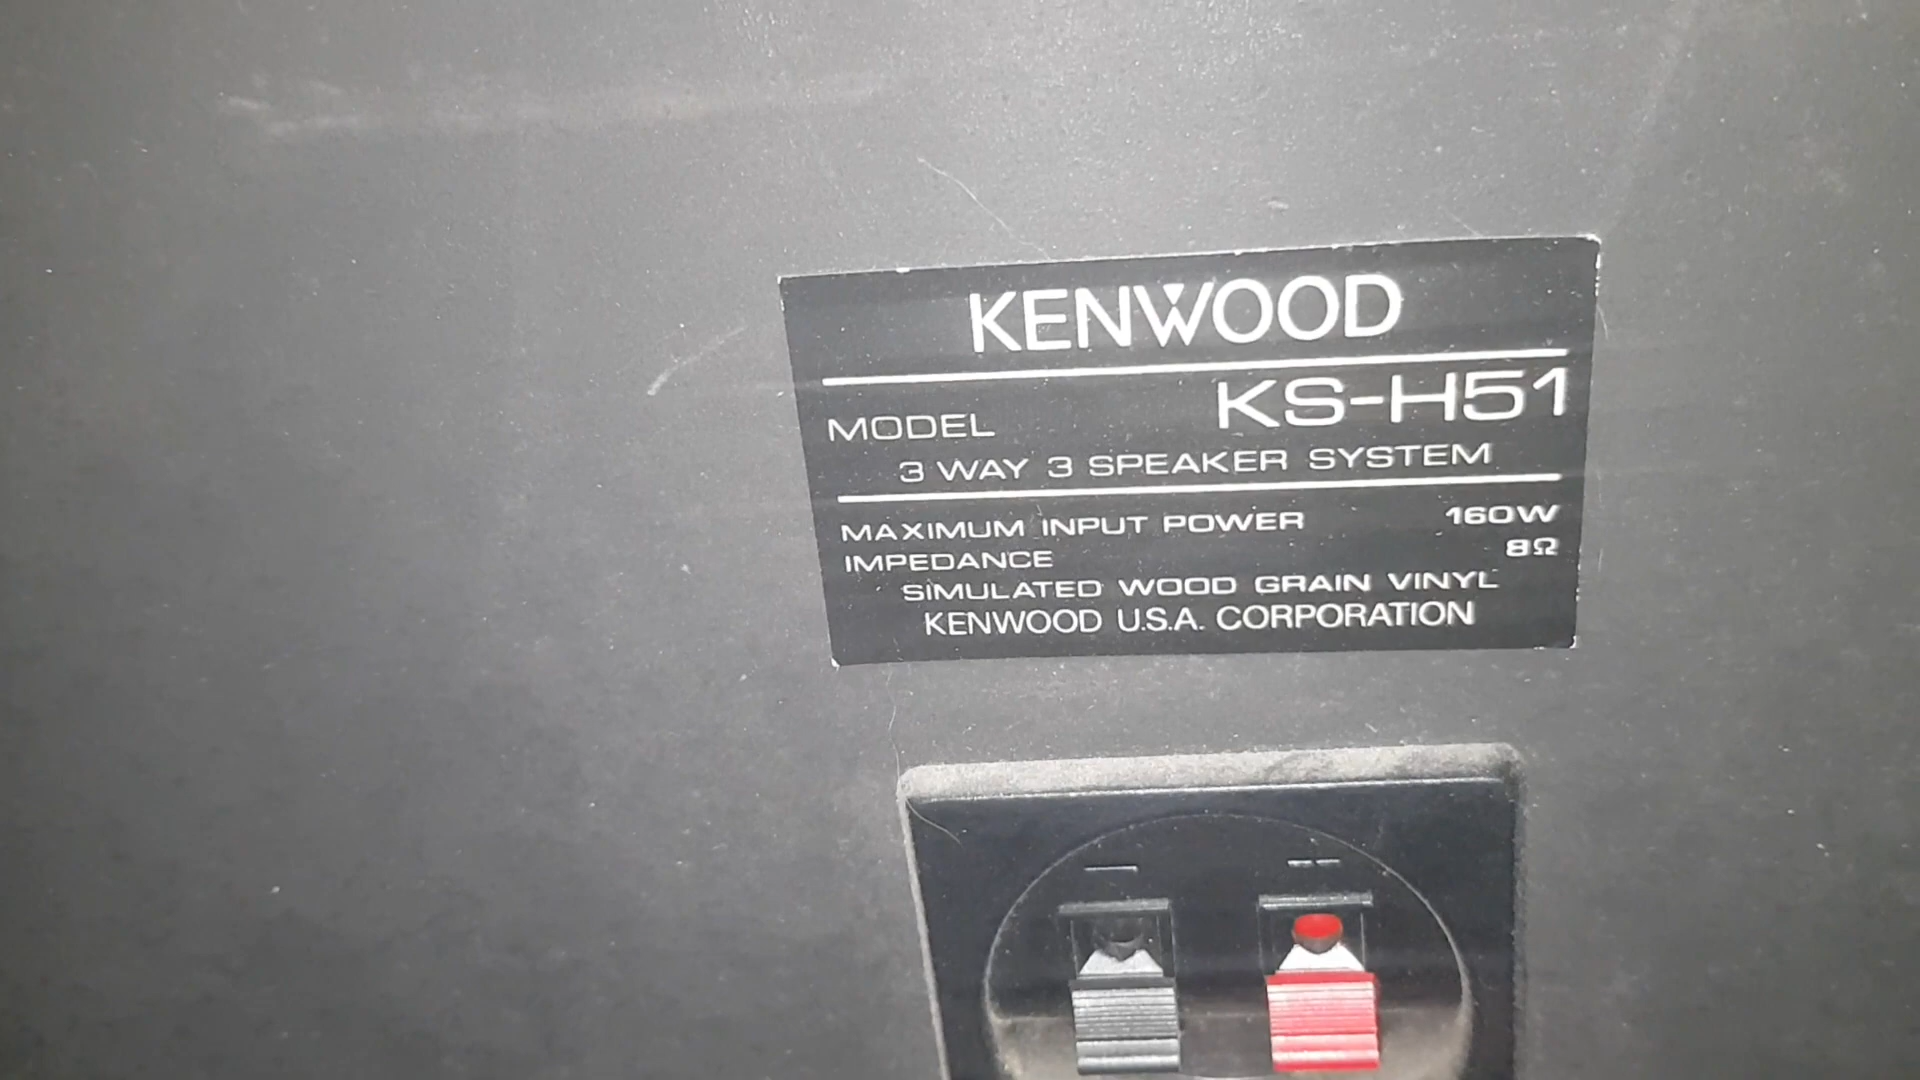 KENWOOD
MODEL KS-H51
3 WAY 3 SPEAKER SYSTEM
MAXIMUM INPUT POWER 160W
IMPEDANCE 8Ω
SIMULATED WOOD GRAIN VINYL
KENWOOD U.S.A. CORPORATION